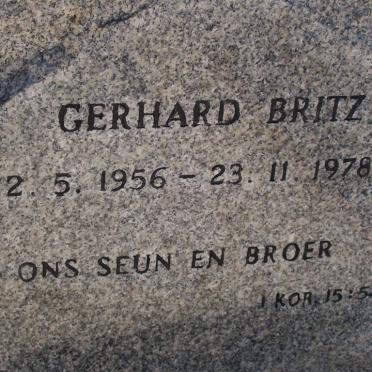 GERHARD BRITZ
2. 5. 1956 – 23. 11. 1978
ONS SEUN EN BROER
1 KOR. 15:5